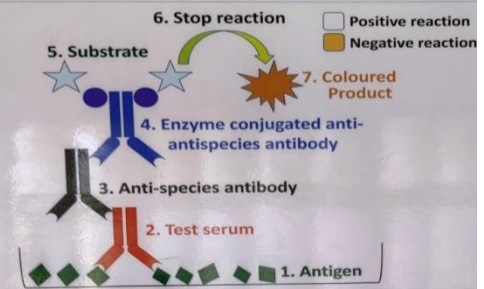 6. Stop reaction
Positive reaction
Negative reaction
5. Substrate
7. Coloured
Product
4. Enzyme conjugated anti-
antispecies antibody
3. Anti-species antibody
2. Test serum
1. Antigen